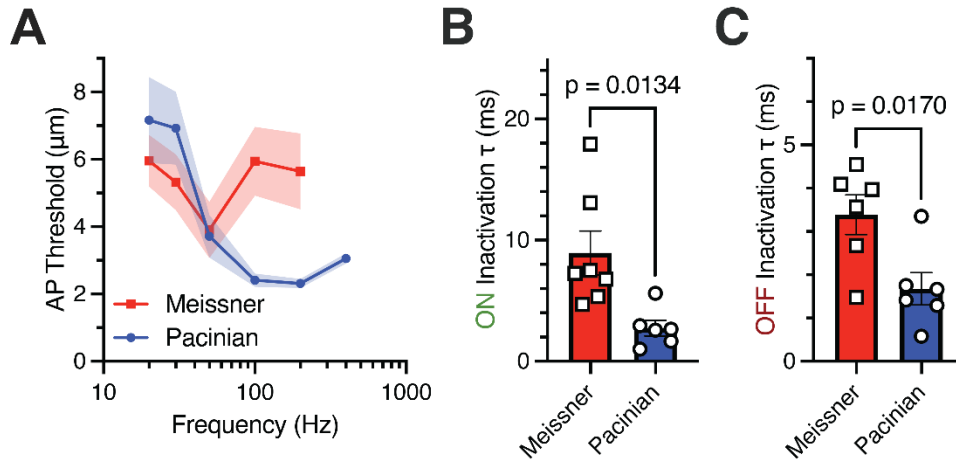 A
AP Threshold (μm)
8
6
4
2
0
Meissner
Pacinian
10
100
1000
Frequency (Hz)
B
ON Inactivation τ (ms)
20
10
0
p = 0.0134
Meissner
Pacinian
C
OFF Inactivation τ (ms)
5
0
p = 0.0170
Meissner
Pacinian